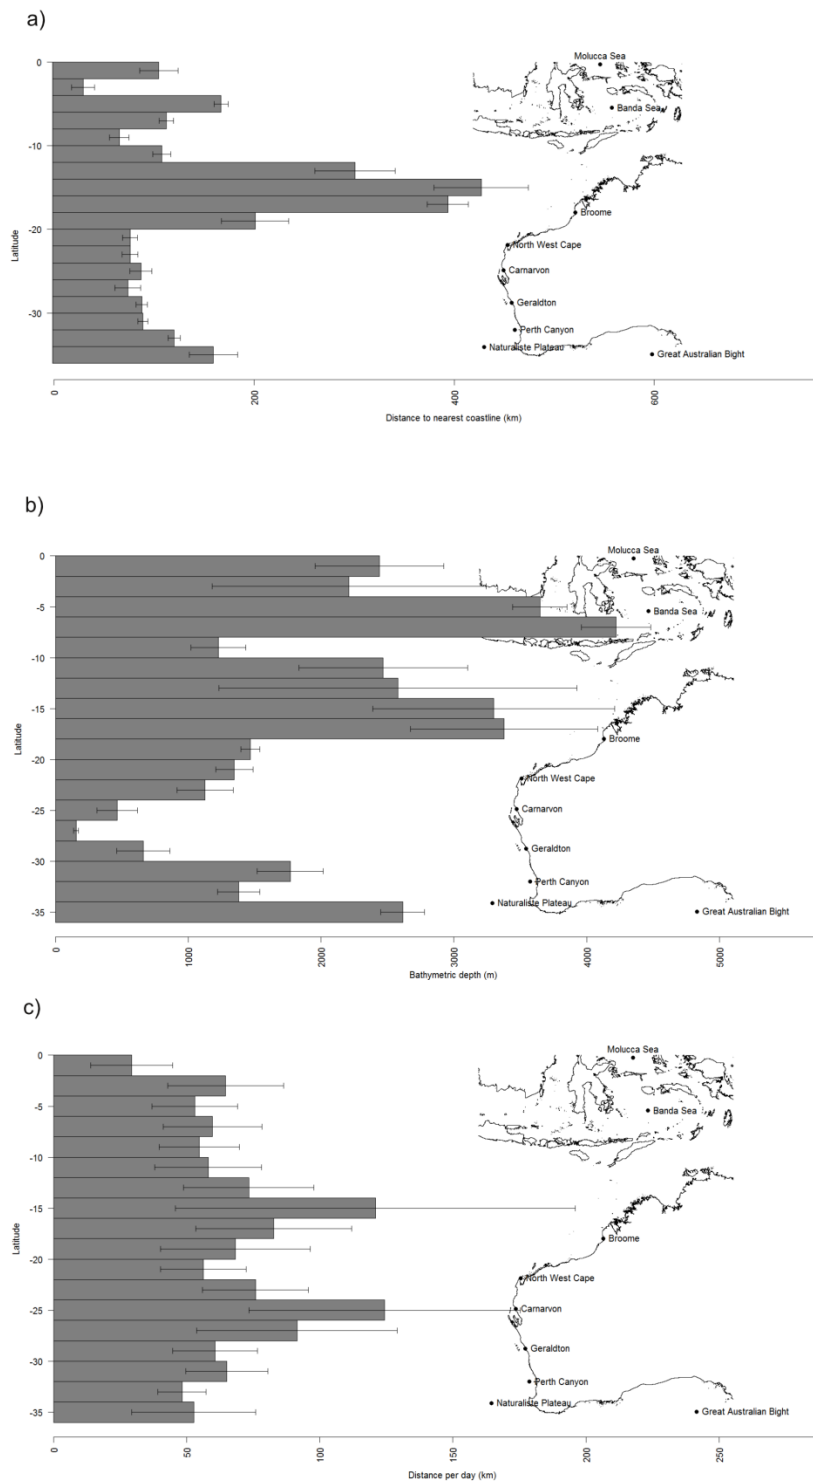 a)
Molucca Sea
0
Banda Sea
-10
Broome
-20
North West Cape
Latitude
Carnarvon
Geraldton
-30
Perth Canyon
Naturaliste Plateau
Great Australian Bight
0
200
400
600
Distance to nearest coastline (km)
b)
Molucca Sea
0
-5
Banda Sea
-10
-15
Latitude
Broome
-20
North West Cape
-25
Carnarvon
Geraldton
-30
Perth Canyon
Naturaliste Plateau
-35
Great Australian Bight
0
1000
2000
3000
4000
5000
Bathymetric depth (m)
c)
Molucca Sea
0
-5
Banda Sea
-10
-15
Latitude
Broome
-20
North West Cape
-25
Carnarvon
Geraldton
-30
Perth Canyon
Naturaliste Plateau
-35
Great Australian Bight
0
50
100
150
200
250
Distance per day (km)